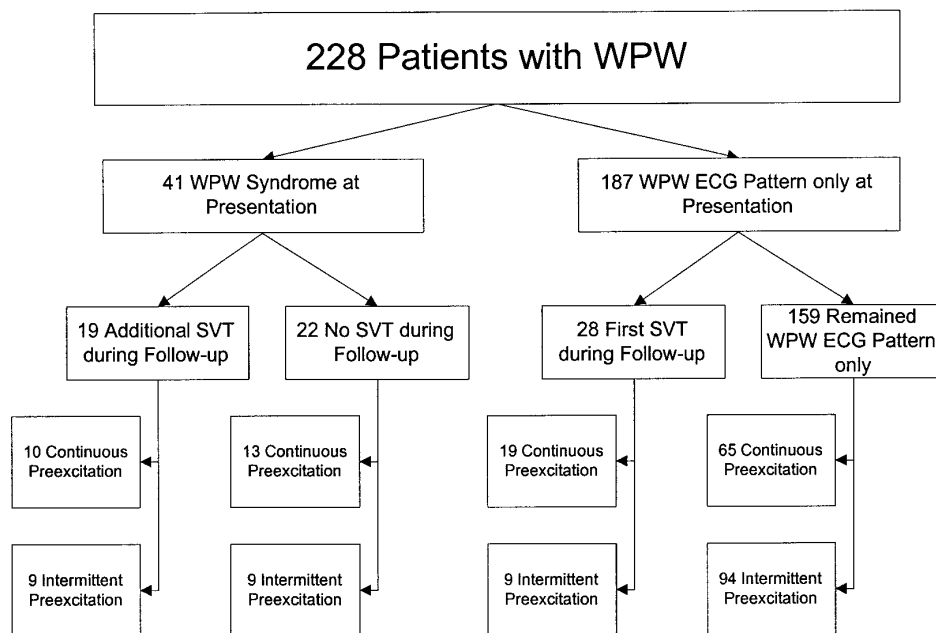 228 Patients with WPW
41 WPW Syndrome at
Presentation
187 WPW ECG Pattern only at
Presentation
19 Additional SVT
during Follow-up
22 No SVT during
Follow-up
28 First SVT
during Follow-up
159 Remained
WPW ECG Pattern
only
10 Continuous
Preexcitation
13 Continuous
Preexcitation
19 Continuous
Preexcitation
65 Continuous
Preexcitation
9 Intermittent
Preexcitation
9 Intermittent
Preexcitation
9 Intermittent
Preexcitation
94 Intermittent
Preexcitation